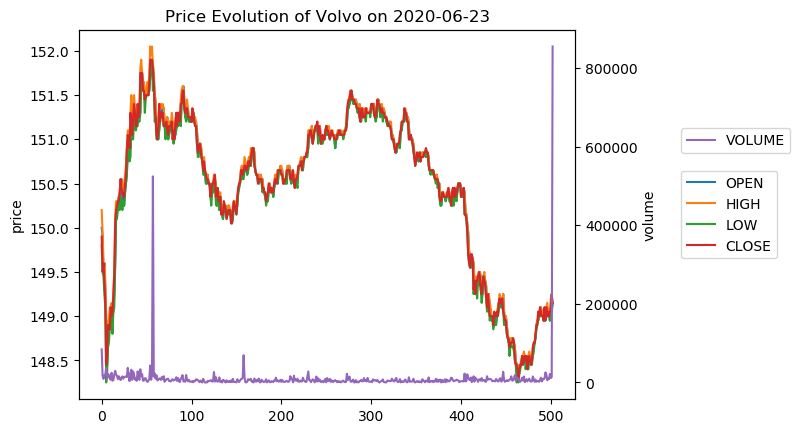 Price Evolution of Volvo on 2020-06-23
price
152.0
151.5
151.0
150.5
150.0
149.5
149.0
148.5
0
100
200
300
400
500
800000
600000
400000
200000
0
volume
VOLUME
OPEN
HIGH
LOW
CLOSE